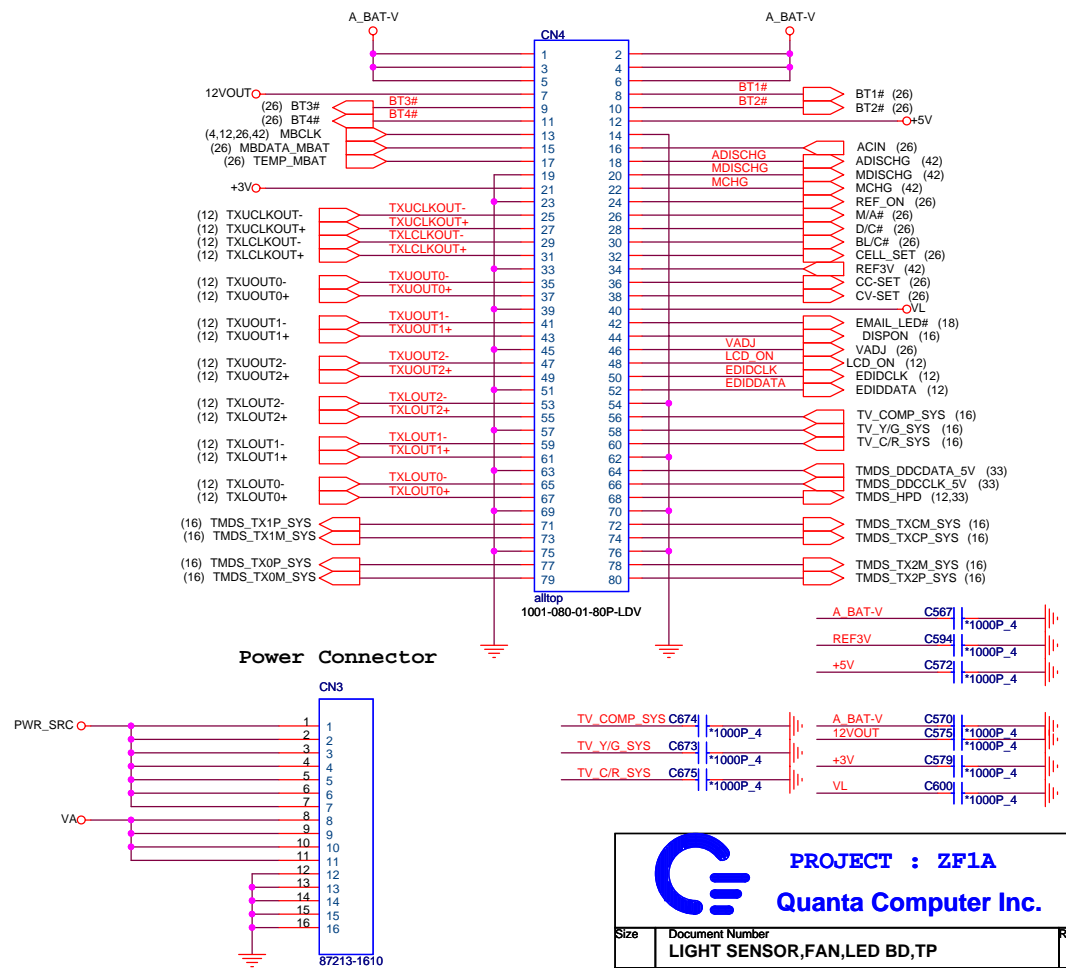 A_BAT-V A_BAT-V
CN4
1 2
3 4
5 6
12VOUT 7 8 BT1# BT1# (26)
(26) BT3# BT3# 9 10 BT2# BT2# (26)
(26) BT4# BT4# 11 12 +5V
(4,12,26,42) MBCLK 13 14
(26) MBDATA_MBAT 15 16 ACIN (26)
(26) TEMP_MBAT 17 18 ADISCHG ADISCHG (42)
19 20 MDISCHG MDISCHG (42)
+3V 21 22 MCHG MCHG (42)
23 24 REF_ON (26)
(12) TXUCLKOUT- TXUCLKOUT- 25 26 M/A# (26)
(12) TXUCLKOUT+ TXUCLKOUT+ 27 28 D/C# (26)
(12) TXLCLKOUT- TXLCLKOUT- 29 30 BL/C# (26)
(12) TXLCLKOUT+ TXLCLKOUT+ 31 32 CELL_SET (26)
33 34 REF3V (42)
(12) TXUOUT0- TXUOUT0- 35 36 CC-SET (26)
(12) TXUOUT0+ TXUOUT0+ 37 38 CV-SET (26)
39 40 VL
(12) TXUOUT1- TXUOUT1- 41 42 EMAIL_LED# (18)
(12) TXUOUT1+ TXUOUT1+ 43 44 DISPON (16)
45 46 VADJ VADJ (26)
(12) TXUOUT2- TXUOUT2- 47 48 LCD_ON LCD_ON (12)
(12) TXUOUT2+ TXUOUT2+ 49 50 EDIDCLK EDIDCLK (12)
51 52 EDIDDATA EDIDDATA (12)
(12) TXLOUT2- TXLOUT2- 53 54
(12) TXLOUT2+ TXLOUT2+ 55 56 TV_COMP_SYS (16)
57 58 TV_Y/G_SYS (16)
(12) TXLOUT1- TXLOUT1- 59 60 TV_C/R_SYS (16)
(12) TXLOUT1+ TXLOUT1+ 61 62
63 64 TMDS_DDCDATA_5V (33)
(12) TXLOUT0- TXLOUT0- 65 66 TMDS_DDCCLK_5V (33)
(12) TXLOUT0+ TXLOUT0+ 67 68 TMDS_HPD (12,33)
69 70
(16) TMDS_TX1P_SYS 71 72 TMDS_TXCM_SYS (16)
(16) TMDS_TX1M_SYS 73 74 TMDS_TXCP_SYS (16)
75 76
(16) TMDS_TX0P_SYS 77 78 TMDS_TX2M_SYS (16)
(16) TMDS_TX0M_SYS 79 80 TMDS_TX2P_SYS (16)
alltop
1001-080-01-80P-LDV
A_BAT-V C567 *1000P_4
REF3V C594 *1000P_4
+5V C572 *1000P_4
Power Connector
CN3
PWR_SRC 1 1
2 2
3 3
4 4
5 5
6 6
7 7
VA 8 8
9 9
10 10
11 11
12 12
13 13
14 14
15 15
16 16
87213-1610
TV_COMP_SYS C674 *1000P_4
TV_Y/G_SYS C673 *1000P_4
TV_C/R_SYS C675 *1000P_4
A_BAT-V C570 *1000P_4
12VOUT C575 *1000P_4
+3V C579 *1000P_4
VL C600 *1000P_4
PROJECT : ZF1A
Quanta Computer Inc.
Size Document Number R
LIGHT SENSOR,FAN,LED BD,TP